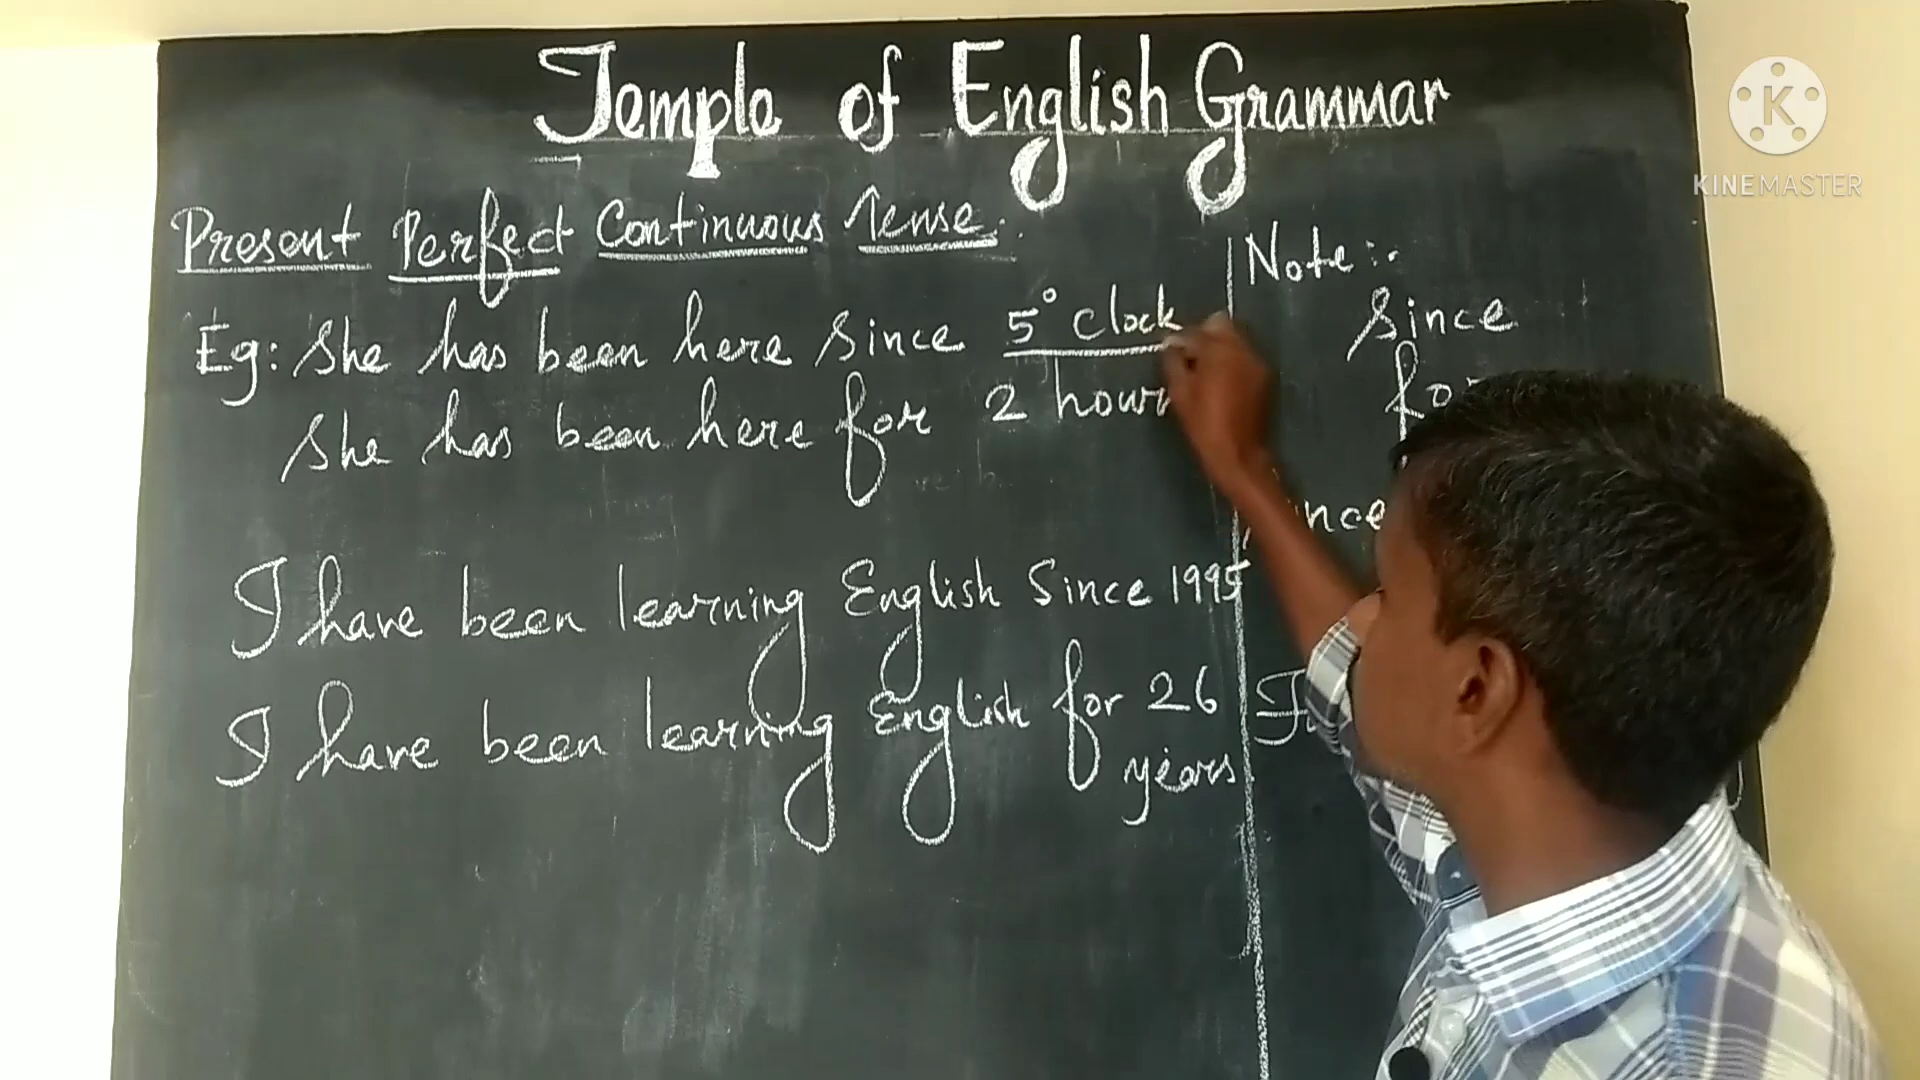 Temple of English Grammar
Present Perfect Continuous Tense.
Eg: She has been here since 5° clock
She has been here for 2 hour
I have been learning English Since 1995
I have been learning English for 26
years
Note :-
Since
for
KINEMASTER